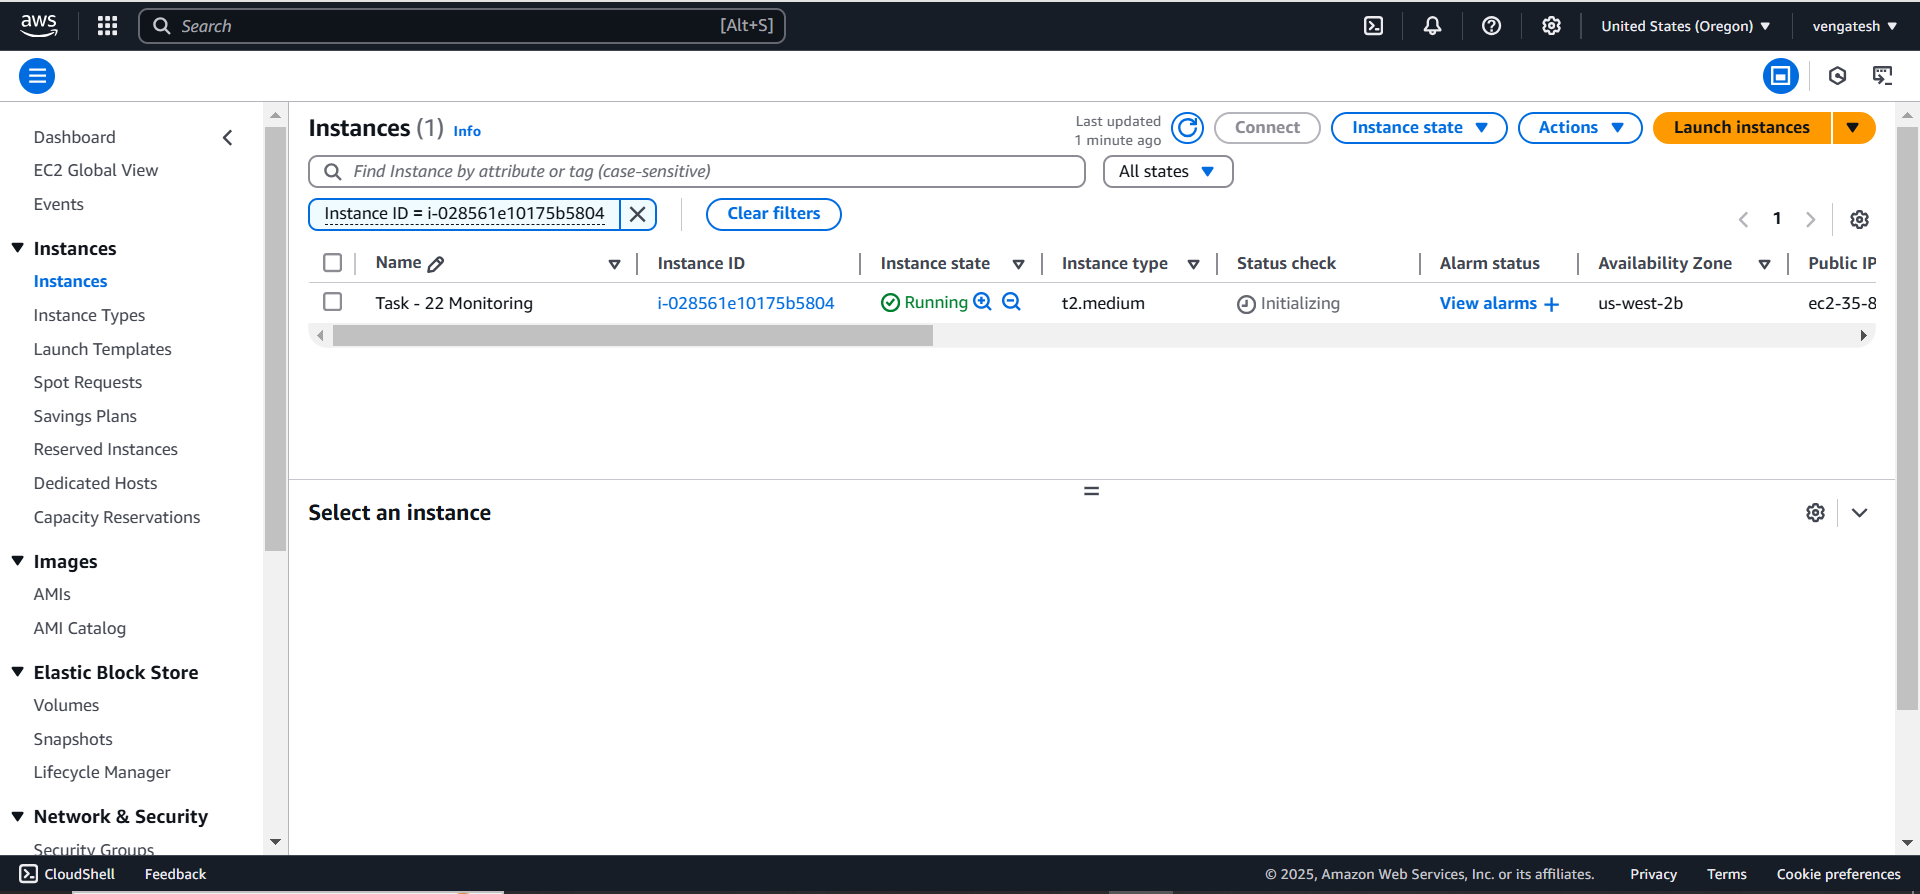 aws
Search [Alt+S]
United States (Oregon)
vengatesh
Dashboard
EC2 Global View
Events
Instances
Instances
Instance Types
Launch Templates
Spot Requests
Savings Plans
Reserved Instances
Dedicated Hosts
Capacity Reservations
Images
AMIs
AMI Catalog
Elastic Block Store
Volumes
Snapshots
Lifecycle Manager
Network & Security
Security Groups
Instances (1) Info
Last updated
1 minute ago
Connect
Instance state
Actions
Launch instances
Find Instance by attribute or tag (case-sensitive)
All states
Instance ID = i-028561e10175b5804
Clear filters
1
Name Instance ID Instance state Instance type Status check Alarm status Availability Zone Public IP
Task - 22 Monitoring i-028561e10175b5804 Running t2.medium Initializing View alarms + us-west-2b ec2-35-8
Select an instance
CloudShell Feedback © 2025, Amazon Web Services, Inc. or its affiliates. Privacy Terms Cookie preferences